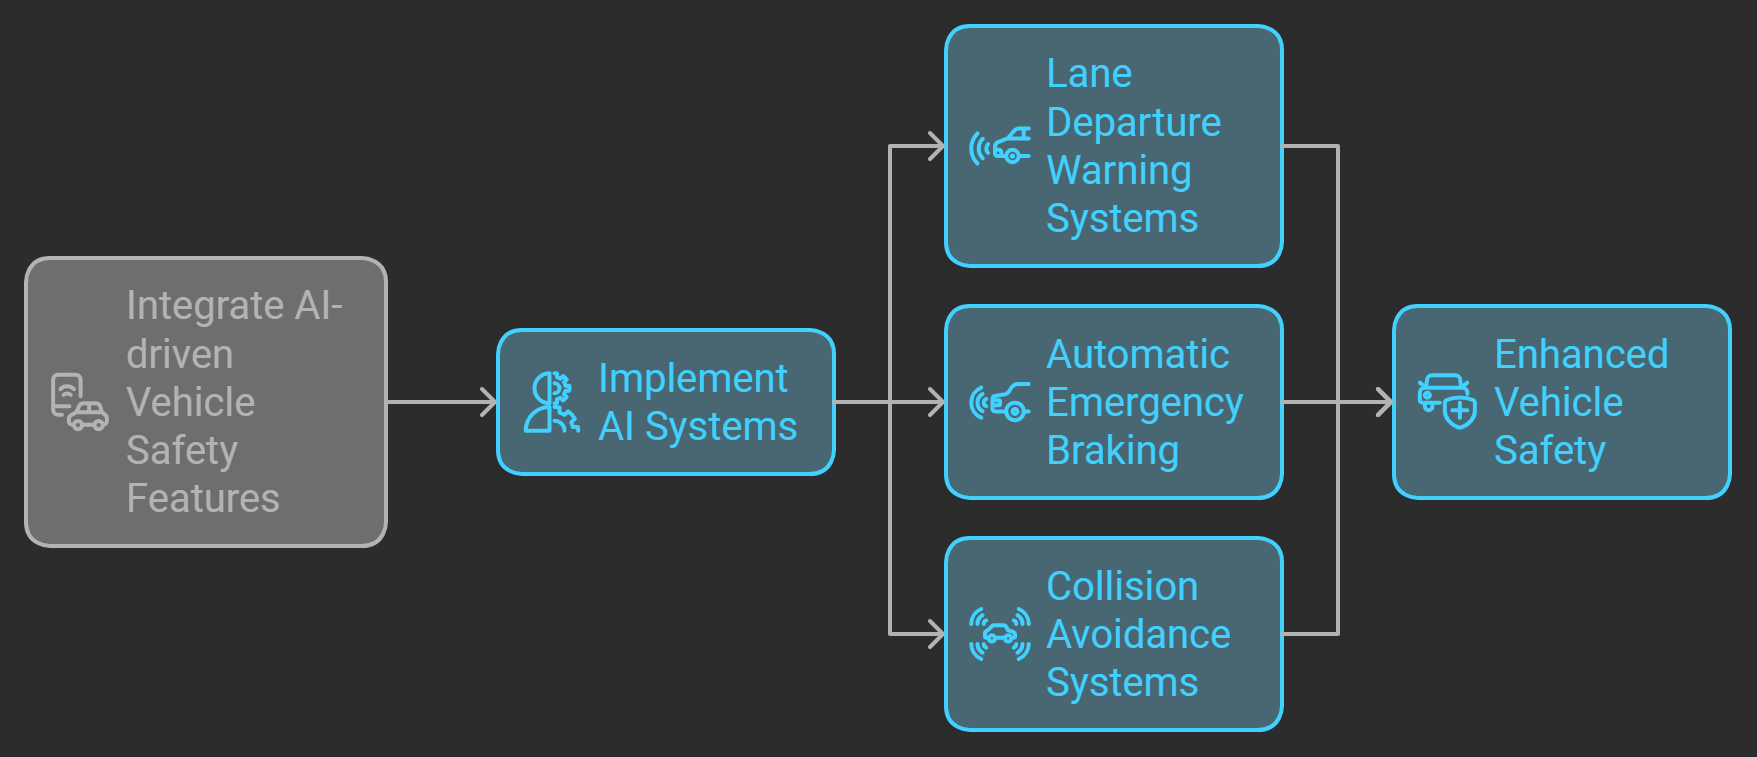 Integrate AI-
driven
Vehicle
Safety
Features
Implement
AI Systems
Lane
Departure
Warning
Systems
Automatic
Emergency
Braking
Collision
Avoidance
Systems
Enhanced
Vehicle
Safety